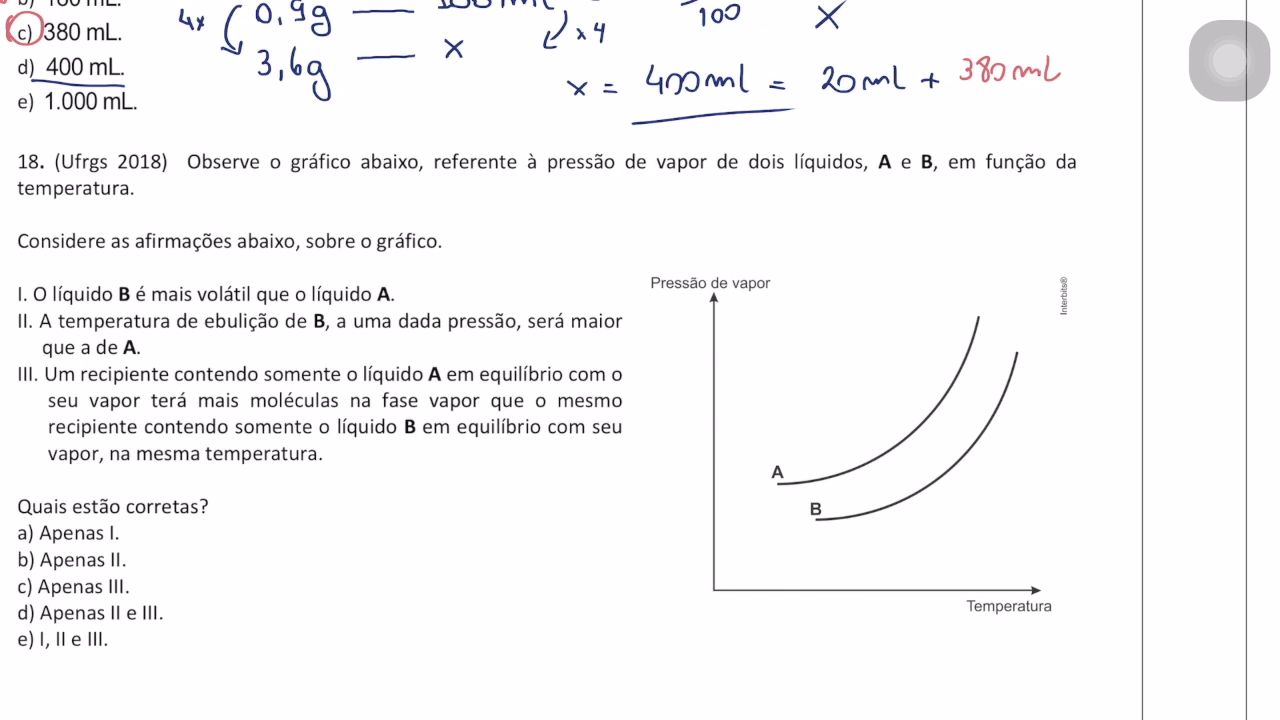 c) 380 mL.
d) 400 mL.
e) 1.000 mL.
4x
0,9g
3,6g
x
x4
100
X
x = 400ml = 20ml + 380ml
18. (Ufrgs 2018) Observe o gráfico abaixo, referente à pressão de vapor de dois líquidos, A e B, em função da
temperatura.
Considere as afirmações abaixo, sobre o gráfico.
I. O líquido B é mais volátil que o líquido A.
II. A temperatura de ebulição de B, a uma dada pressão, será maior
que a de A.
III. Um recipiente contendo somente o líquido A em equilíbrio com o
seu vapor terá mais moléculas na fase vapor que o mesmo
recipiente contendo somente o líquido B em equilíbrio com seu
vapor, na mesma temperatura.
Quais estão corretas?
a) Apenas I.
b) Apenas II.
c) Apenas III.
d) Apenas II e III.
e) I, II e III.
Pressão de vapor
Interbits®
A
B
Temperatura